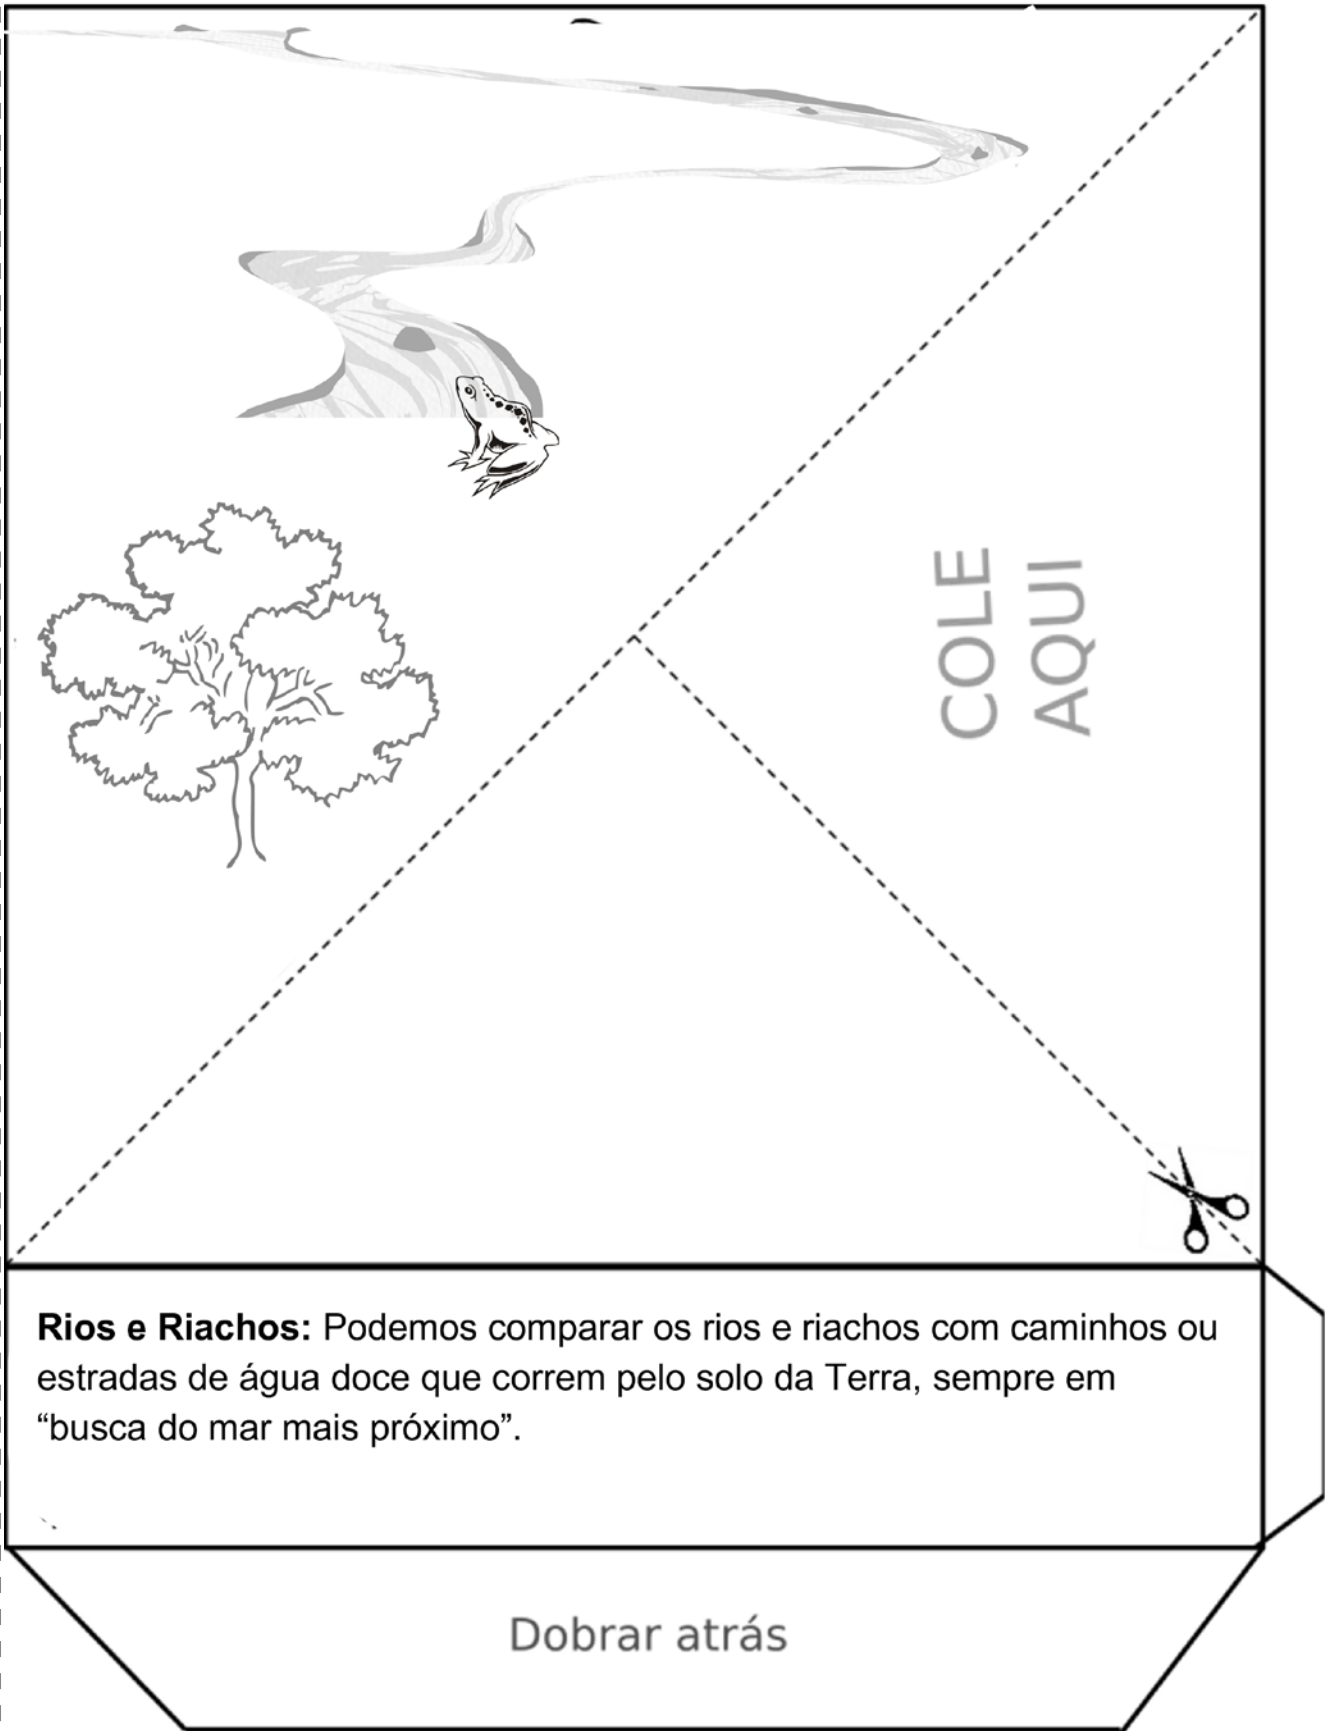 COLE
AQUI
Rios e Riachos: Podemos comparar os rios e riachos com caminhos ou
estradas de água doce que correm pelo solo da Terra, sempre em
“busca do mar mais próximo”.
Dobrar atrás